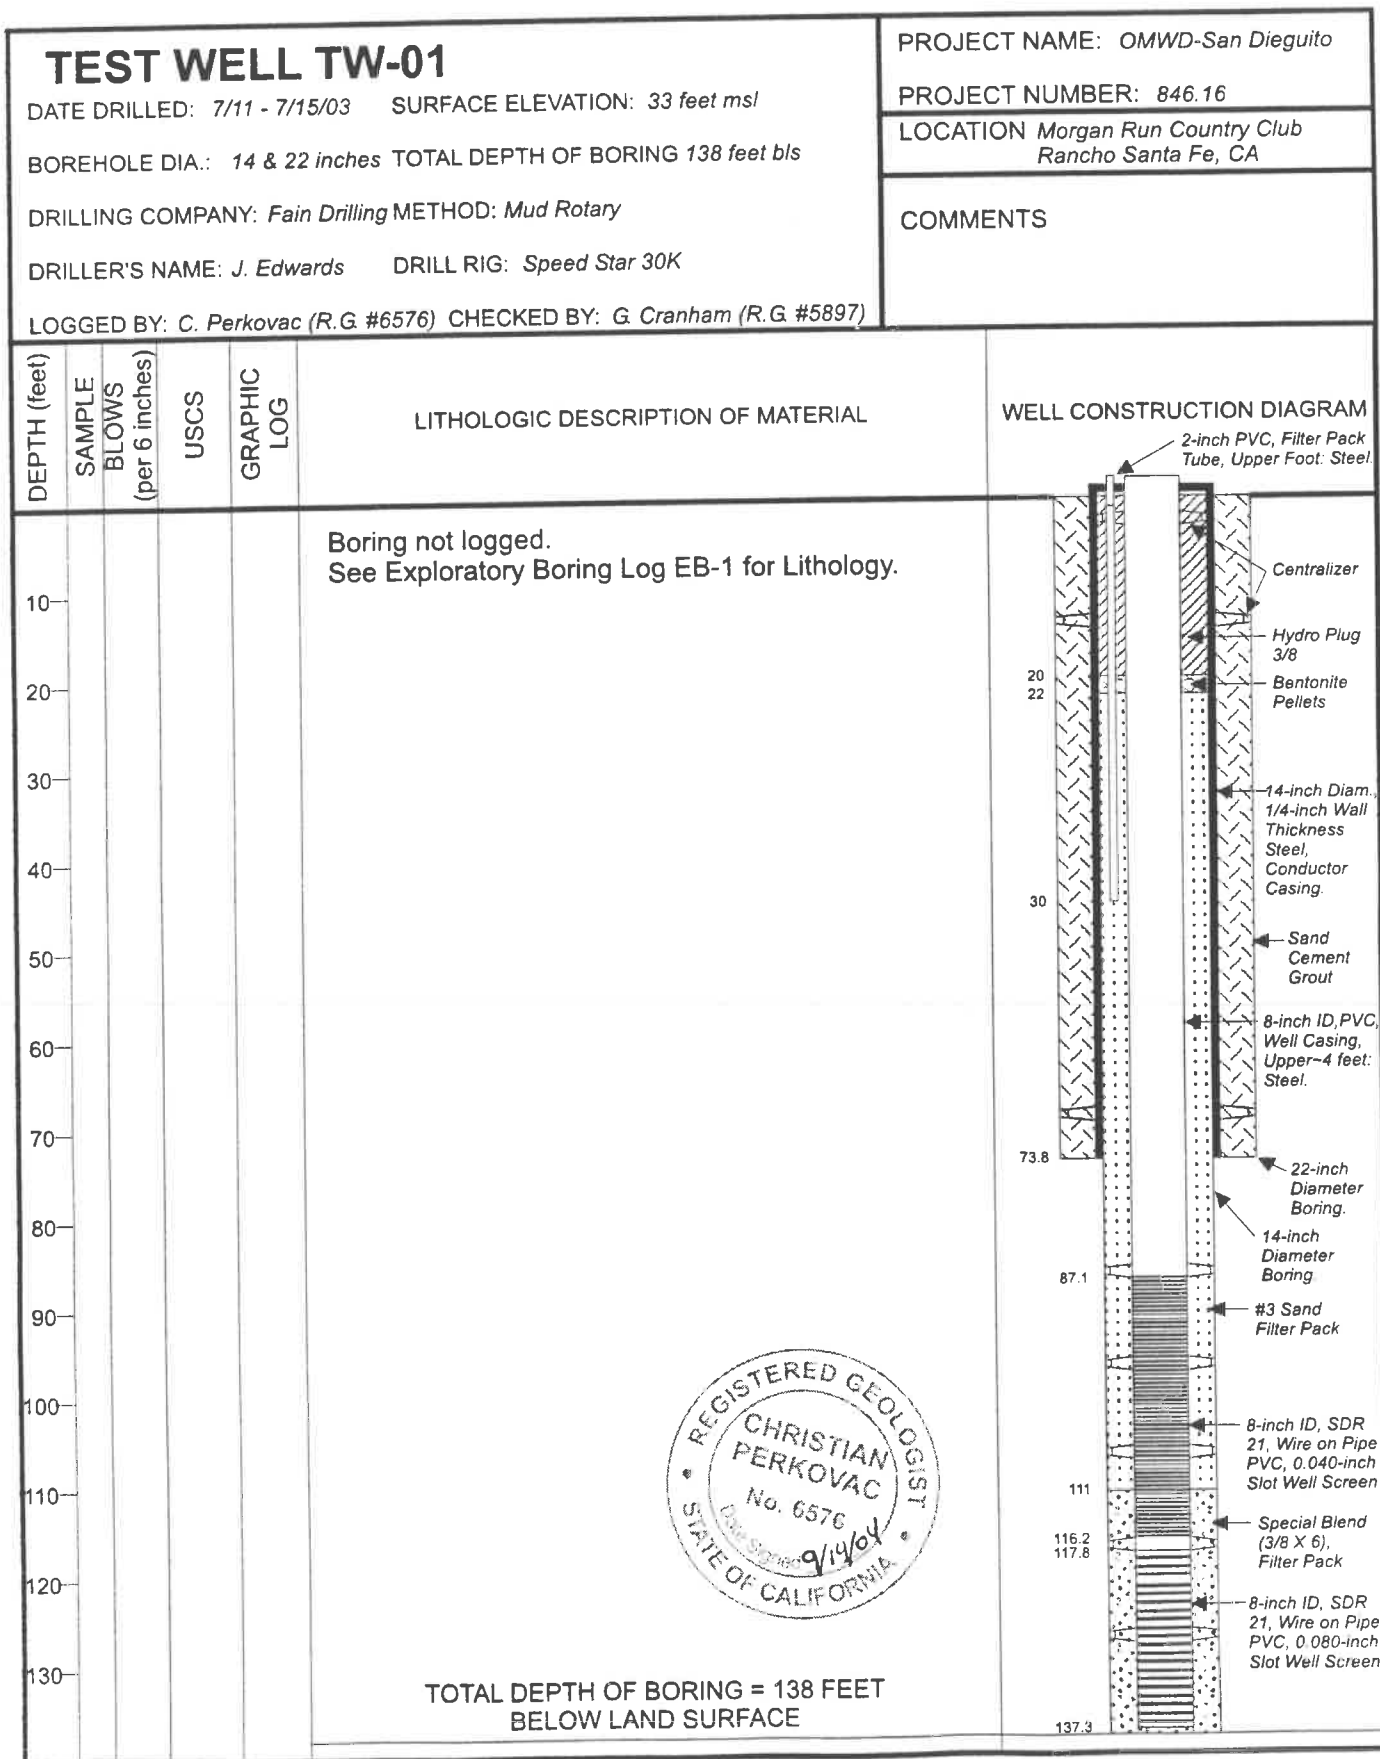 TEST WELL TW-01
DATE DRILLED: 7/11 - 7/15/03 SURFACE ELEVATION: 33 feet msl
BOREHOLE DIA.: 14 & 22 inches TOTAL DEPTH OF BORING 138 feet bls
DRILLING COMPANY: Fain Drilling METHOD: Mud Rotary
DRILLER'S NAME: J. Edwards DRILL RIG: Speed Star 30K
LOGGED BY: C. Perkovac (R.G. #6576) CHECKED BY: G. Cranham (R.G. #5897)
PROJECT NAME: OMWD-San Dieguito
PROJECT NUMBER: 846.16
LOCATION Morgan Run Country Club
Rancho Santa Fe, CA
COMMENTS
DEPTH (feet)
SAMPLE
BLOWS
(per 6 inches)
USCS
GRAPHIC
LOG
LITHOLOGIC DESCRIPTION OF MATERIAL
WELL CONSTRUCTION DIAGRAM
Boring not logged.
See Exploratory Boring Log EB-1 for Lithology.
10
20
30
40
50
60
70
80
90
100
110
120
130
2-inch PVC, Filter Pack
Tube, Upper Foot: Steel.
Centralizer
Hydro Plug
3/8
20
22
Bentonite
Pellets
14-inch Diam.,
1/4-inch Wall
Thickness
Steel,
Conductor
Casing.
30
Sand
Cement
Grout
8-inch ID,PVC,
Well Casing,
Upper~4 feet:
Steel.
73.8
22-inch
Diameter
Boring.
14-inch
Diameter
Boring
87.1
#3 Sand
Filter Pack
8-inch ID, SDR
21, Wire on Pipe
PVC, 0.040-inch
Slot Well Screen
111
Special Blend
(3/8 X 6),
Filter Pack
116.2
117.8
8-inch ID, SDR
21, Wire on Pipe
PVC, 0.080-inch
Slot Well Screen
137.3
REGISTERED GEOLOGIST
CHRISTIAN
PERKOVAC
No. 6576
Date Signed 9/14/04
STATE OF CALIFORNIA
TOTAL DEPTH OF BORING = 138 FEET
BELOW LAND SURFACE